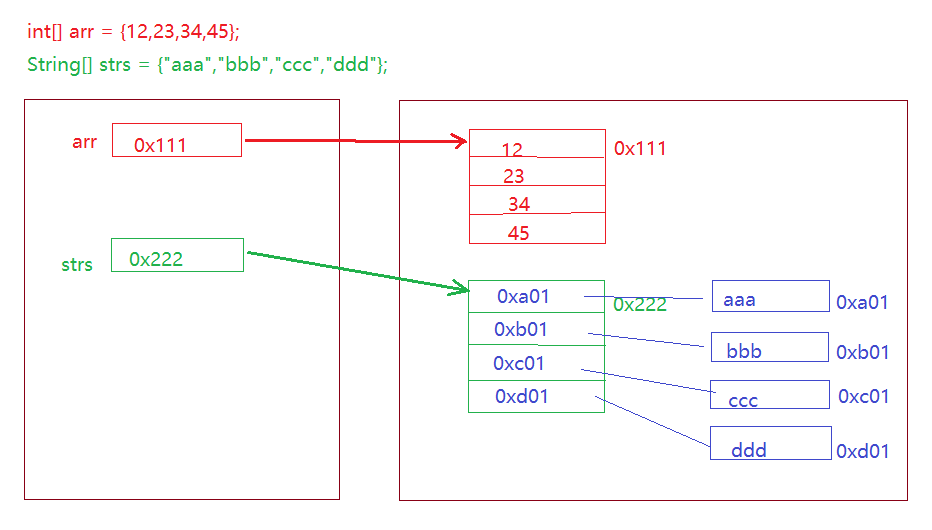 int[] arr = {12,23,34,45};
String[] strs = {"aaa","bbb","ccc","ddd"};
arr 0x111
12 0x111
23
34
45
strs 0x222
0xa01 0x222 aaa 0xa01
0xb01 bbb 0xb01
0xc01 ccc 0xc01
0xd01 ddd 0xd01